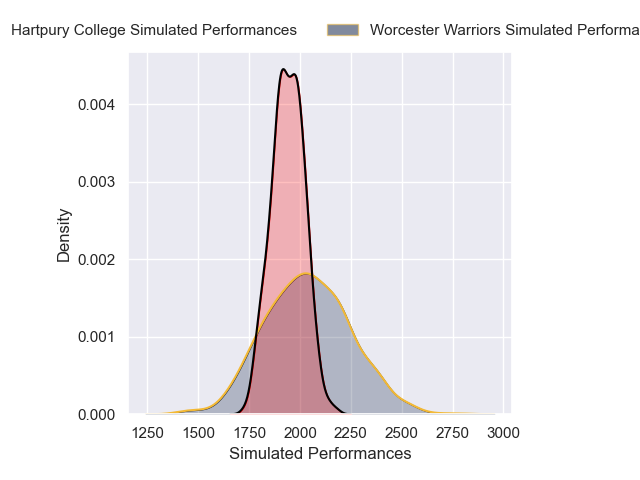 Hartpury College Simulated Performances Worcester Warriors Simulated Performa
0.004
0.003
0.002
0.001
0.000
Density
1250 1500 1750 2000 2250 2500 2750 3000
Simulated Performances